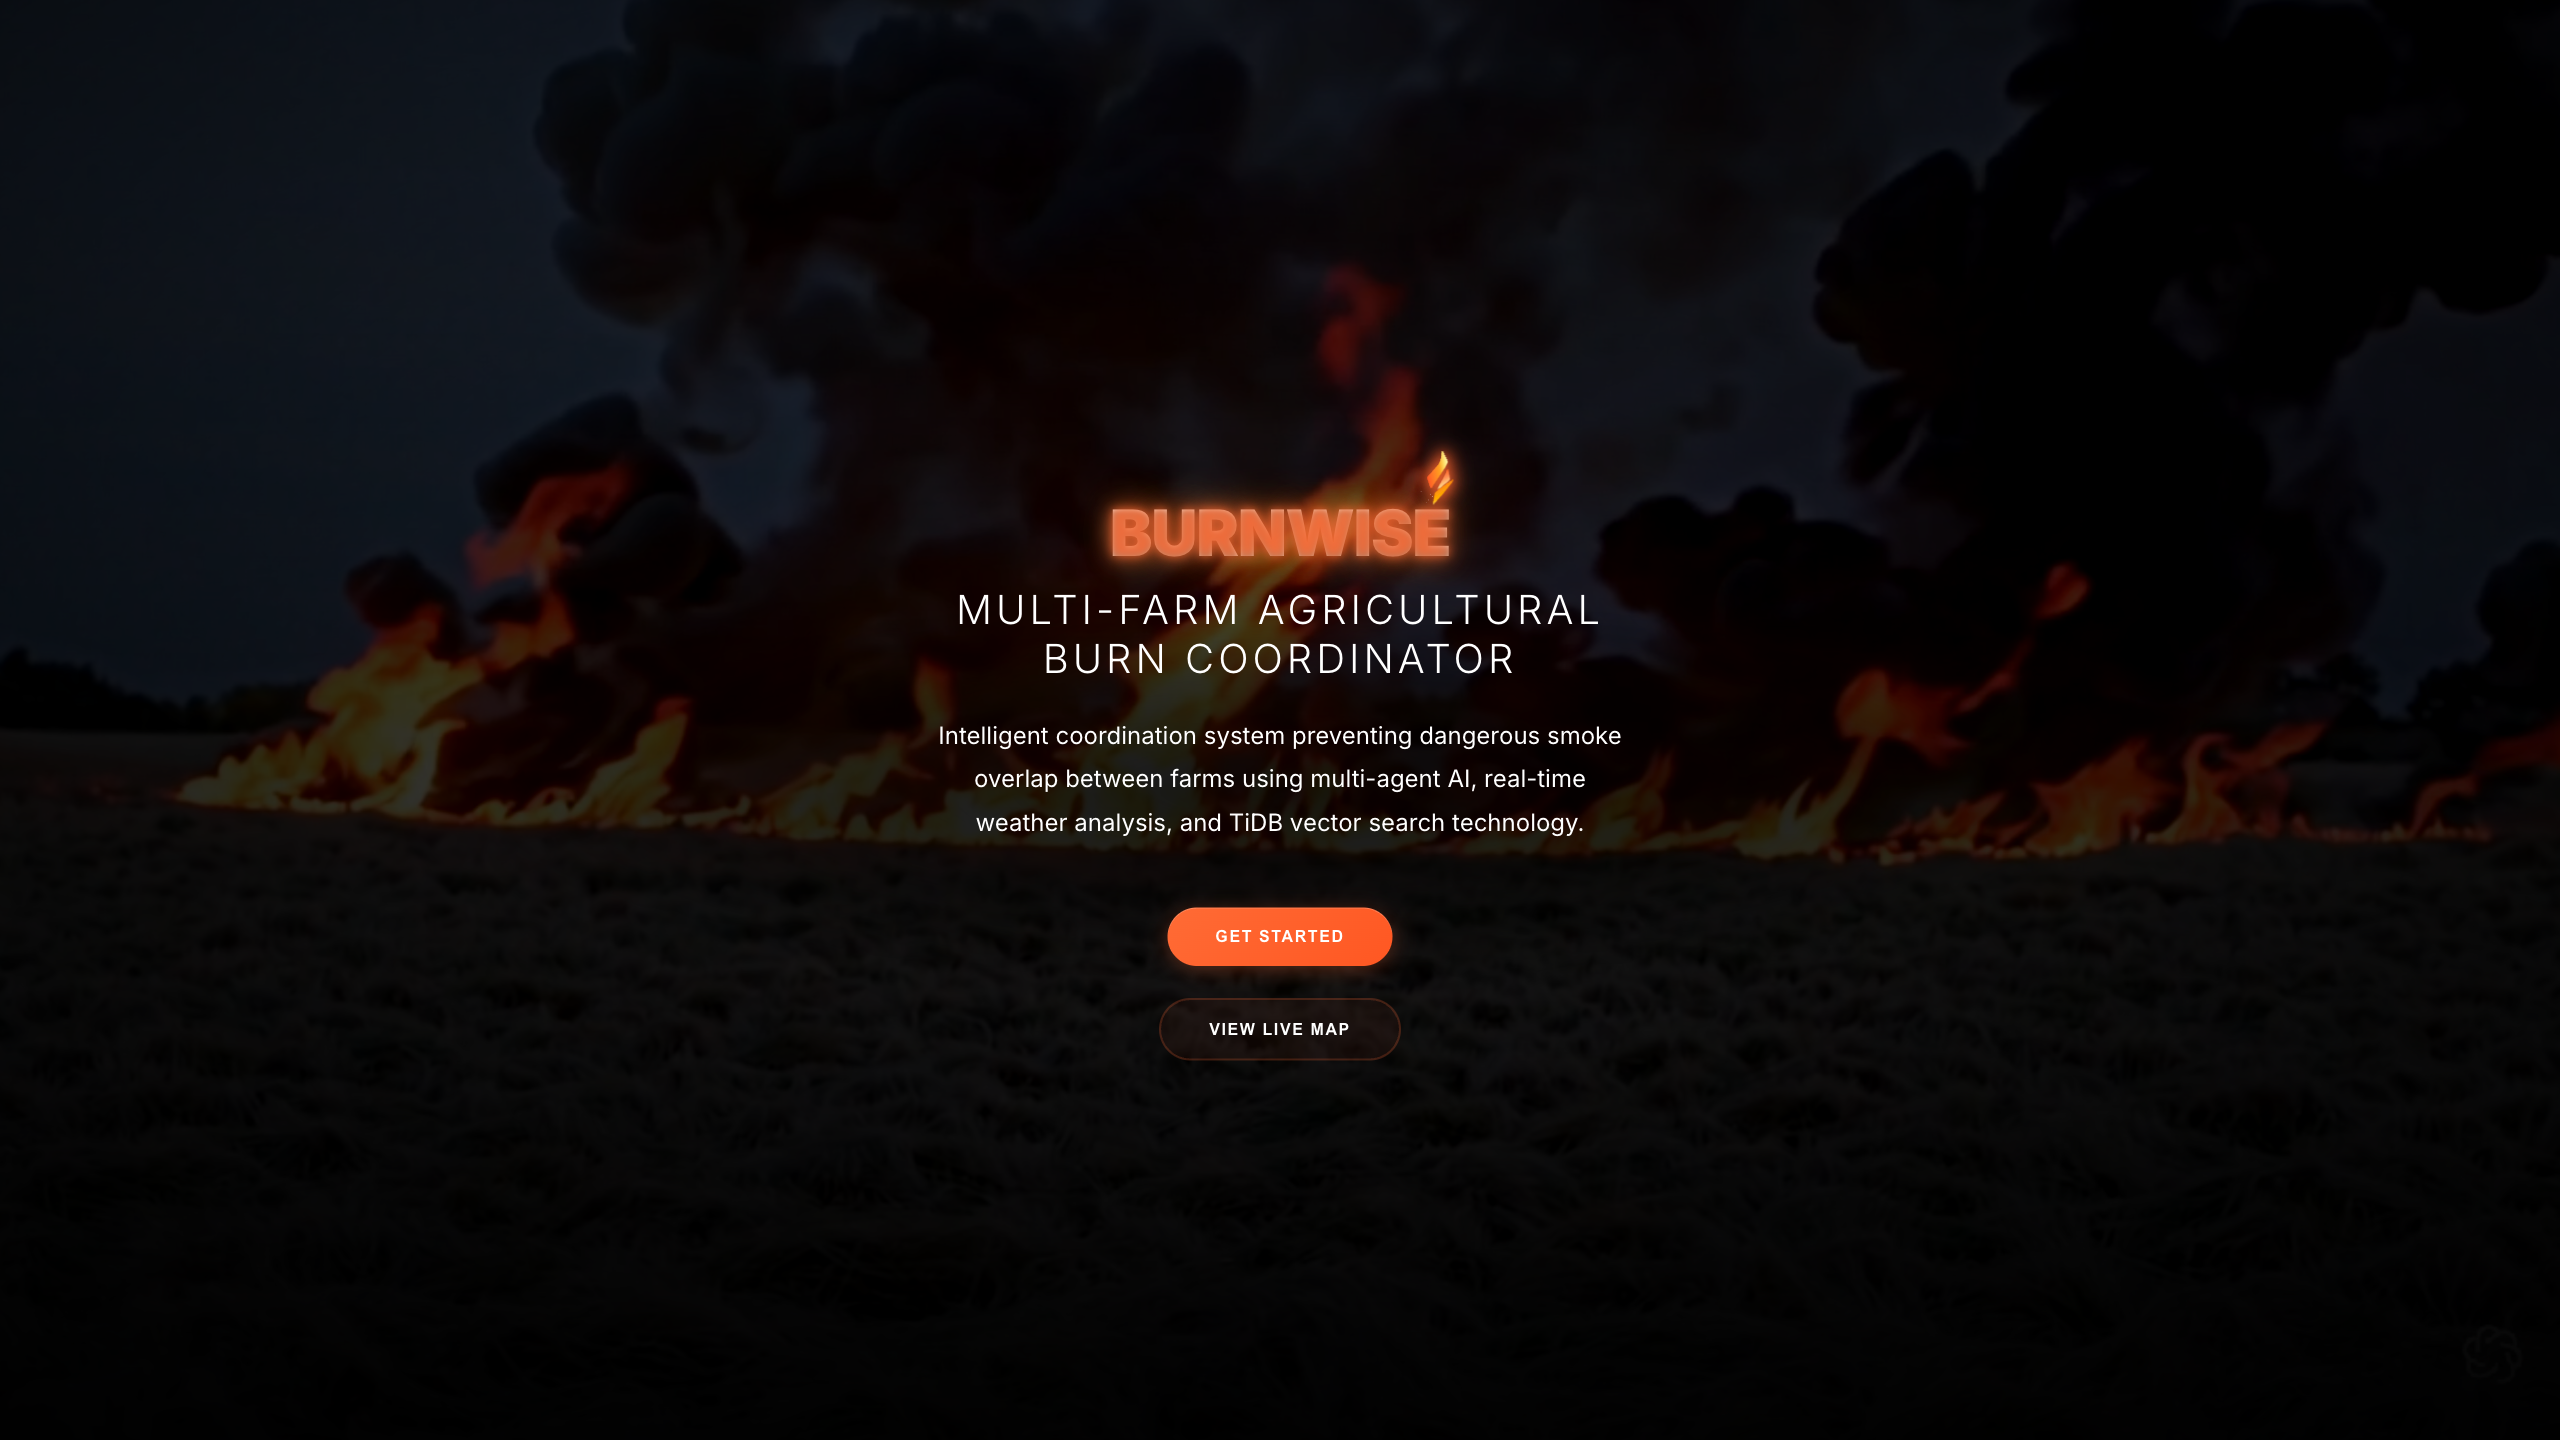 BURNWISE
MULTI-FARM AGRICULTURAL
BURN COORDINATOR
Intelligent coordination system preventing dangerous smoke
overlap between farms using multi-agent AI, real-time
weather analysis, and TiDB vector search technology.
GET STARTED
VIEW LIVE MAP